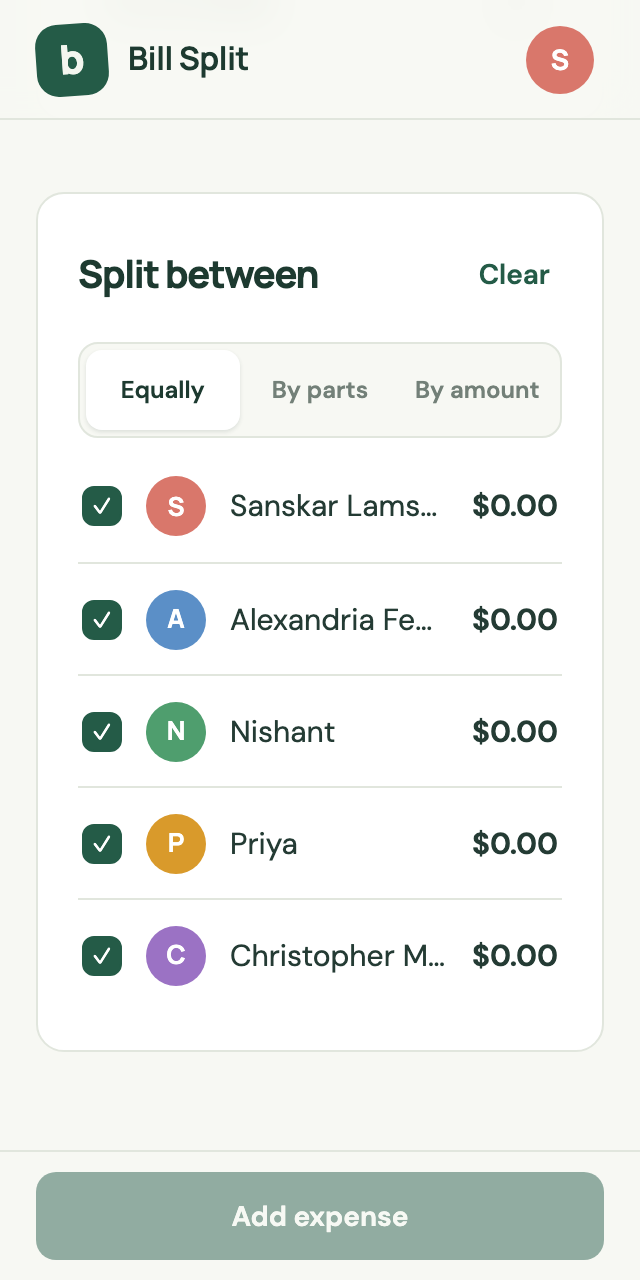 b Bill Split S
Split between Clear
Equally By parts By amount
S Sanskar Lams... $0.00
A Alexandria Fe... $0.00
N Nishant $0.00
P Priya $0.00
C Christopher M... $0.00
Add expense